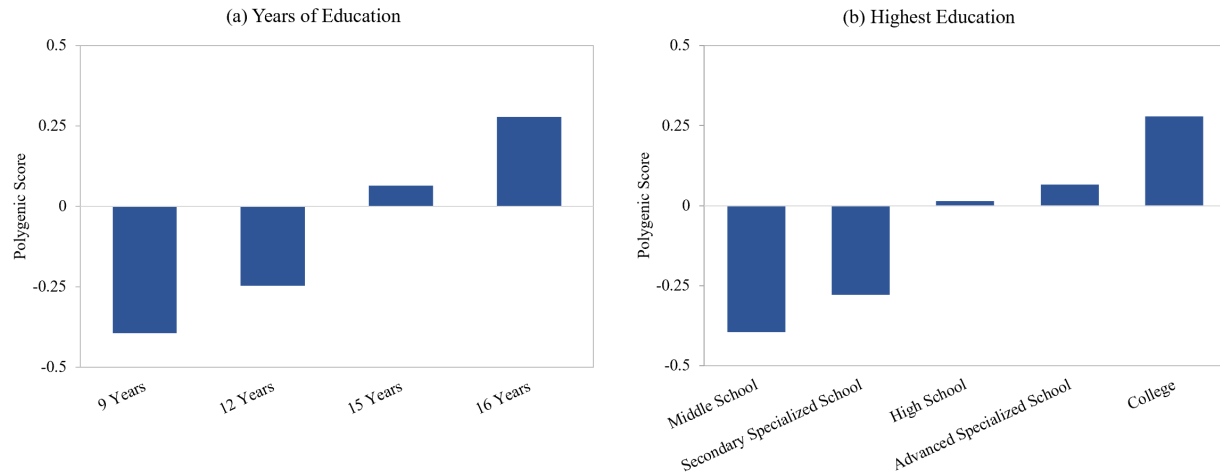 (a) Years of Education
0.5
0.25
0
-0.25
-0.5
Polygenic Score
9 Years
12 Years
15 Years
16 Years
(b) Highest Education
0.5
0.25
0
-0.25
-0.5
Polygenic Score
Middle School
Secondary Specialized School
High School
Advanced Specialized School
College